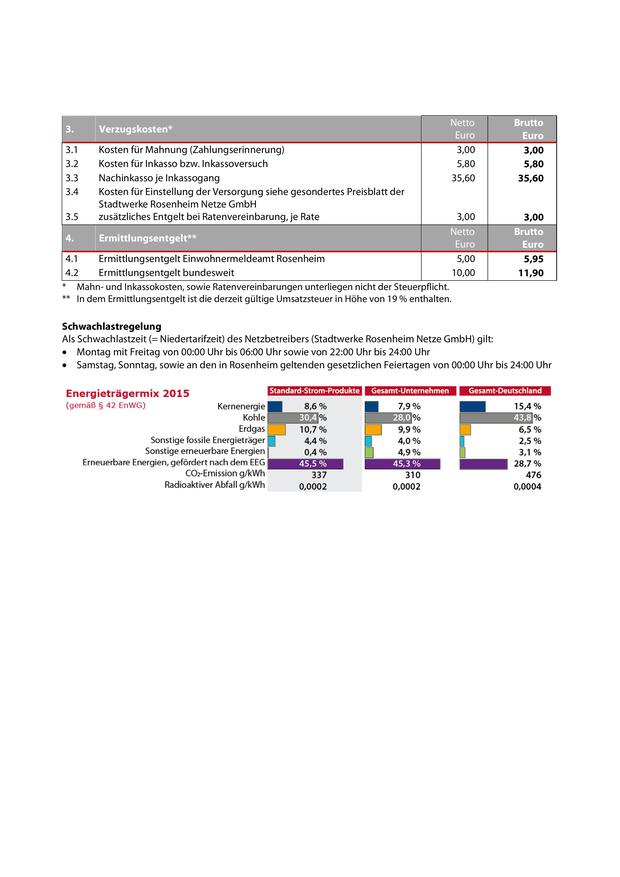 3. Verzugskosten* Netto Euro Brutto Euro
3.1 Kosten für Mahnung (Zahlungserinnerung) 3,00 3,00
3.2 Kosten für Inkasso bzw. Inkassoversuch 5,80 5,80
3.3 Nachinkasso je Inkassogang 35,60 35,60
3.4 Kosten für Einstellung der Versorgung siehe gesondertes Preisblatt der
Stadtwerke Rosenheim Netze GmbH
3.5 zusätzliches Entgelt bei Ratenvereinbarung, je Rate 3,00 3,00
4. Ermittlungsentgelt** Netto Euro Brutto Euro
4.1 Ermittlungsentgelt Einwohnermeldeamt Rosenheim 5,00 5,95
4.2 Ermittlungsentgelt bundesweit 10,00 11,90
* Mahn- und Inkassokosten, sowie Ratenvereinbarungen unterliegen nicht der Steuerpflicht.
** In dem Ermittlungsentgelt ist die derzeit gültige Umsatzsteuer in Höhe von 19 % enthalten.
Schwachlastregelung
Als Schwachlastzeit (= Niedertarifzeit) des Netzbetreibers (Stadtwerke Rosenheim Netze GmbH) gilt:
• Montag mit Freitag von 00:00 Uhr bis 06:00 Uhr sowie von 22:00 Uhr bis 24:00 Uhr
• Samstag, Sonntag, sowie an den in Rosenheim geltenden gesetzlichen Feiertagen von 00:00 Uhr bis 24:00 Uhr
Energieträgermix 2015
(gemäß § 42 EnWG)
Standard-Strom-Produkte Gesamt-Unternehmen Gesamt-Deutschland
Kernenergie 8,6 % 7,9 % 15,4 %
Kohle 30,4 % 28,0 % 43,8 %
Erdgas 10,7 % 9,9 % 6,5 %
Sonstige fossile Energieträger 4,4 % 4,0 % 2,5 %
Sonstige erneuerbare Energien 0,4 % 4,9 % 3,1 %
Erneuerbare Energien, gefördert nach dem EEG 45,5 % 45,3 % 28,7 %
CO₂-Emission g/kWh 337 310 476
Radioaktiver Abfall g/kWh 0,0002 0,0002 0,0004